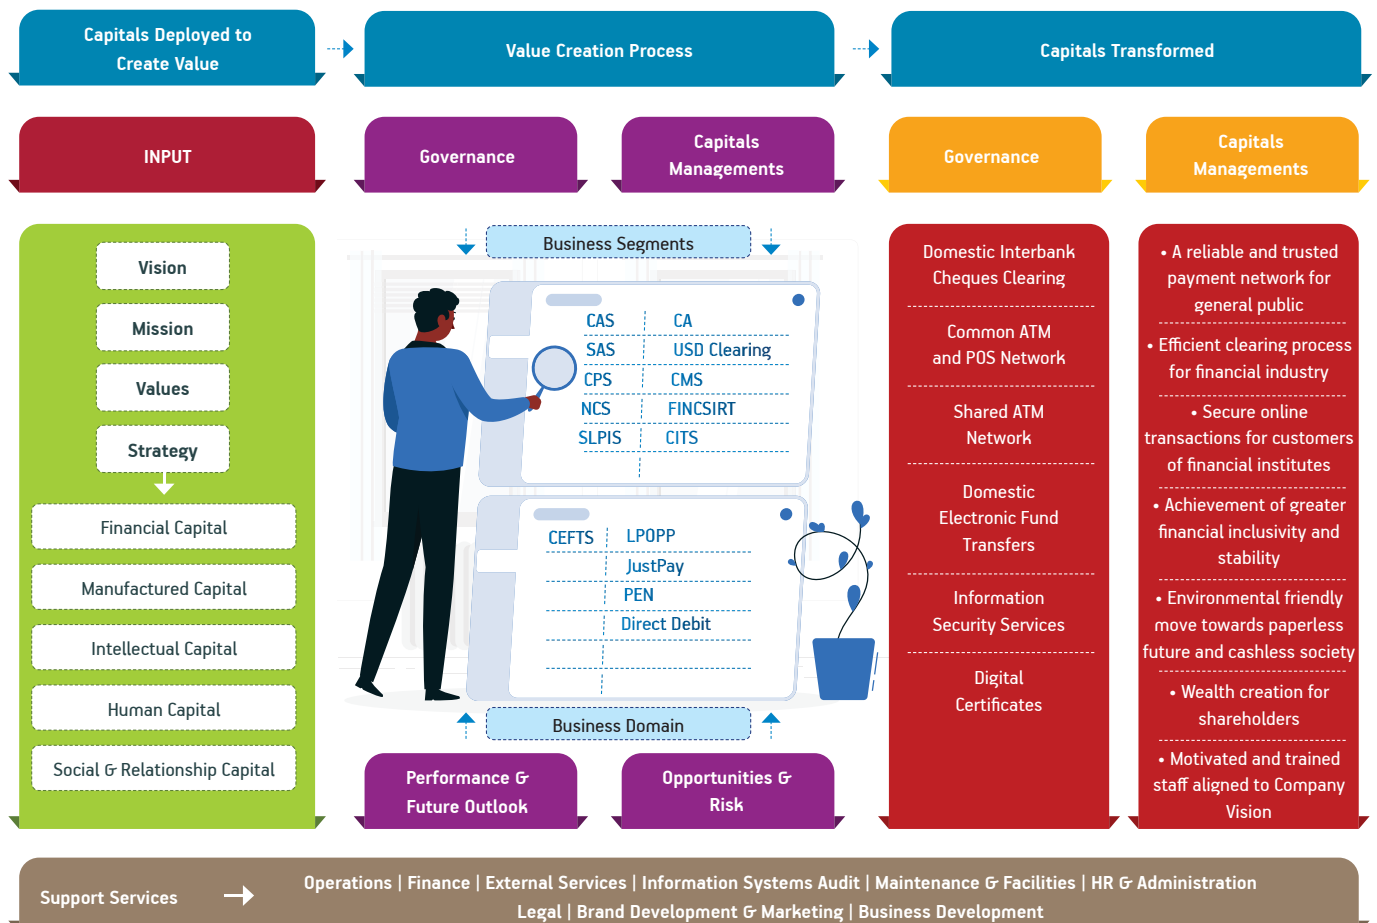 Capitals Deployed to
Create Value
Value Creation Process
Capitals Transformed
INPUT
Governance
Capitals
Managements
Governance
Capitals
Managements
Vision
Mission
Values
Strategy
Financial Capital
Manufactured Capital
Intellectual Capital
Human Capital
Social & Relationship Capital
Business Segments
CAS CA
SAS USD Clearing
CPS CMS
NCS FINCSIRT
SLPIS CITS
CEFTS LPOPP
JustPay
PEN
Direct Debit
Business Domain
Performance &
Future Outlook
Opportunities &
Risk
Domestic Interbank
Cheques Clearing
Common ATM
and POS Network
Shared ATM
Network
Domestic
Electronic Fund
Transfers
Information
Security Services
Digital
Certificates
• A reliable and trusted
payment network for
general public
• Efficient clearing process
for financial industry
• Secure online
transactions for customers
of financial institutes
• Achievement of greater
financial inclusivity and
stability
• Environmental friendly
move towards paperless
future and cashless society
• Wealth creation for
shareholders
• Motivated and trained
staff aligned to Company
Vision
Support Services
Operations | Finance | External Services | Information Systems Audit | Maintenance & Facilities | HR & Administration
Legal | Brand Development & Marketing | Business Development